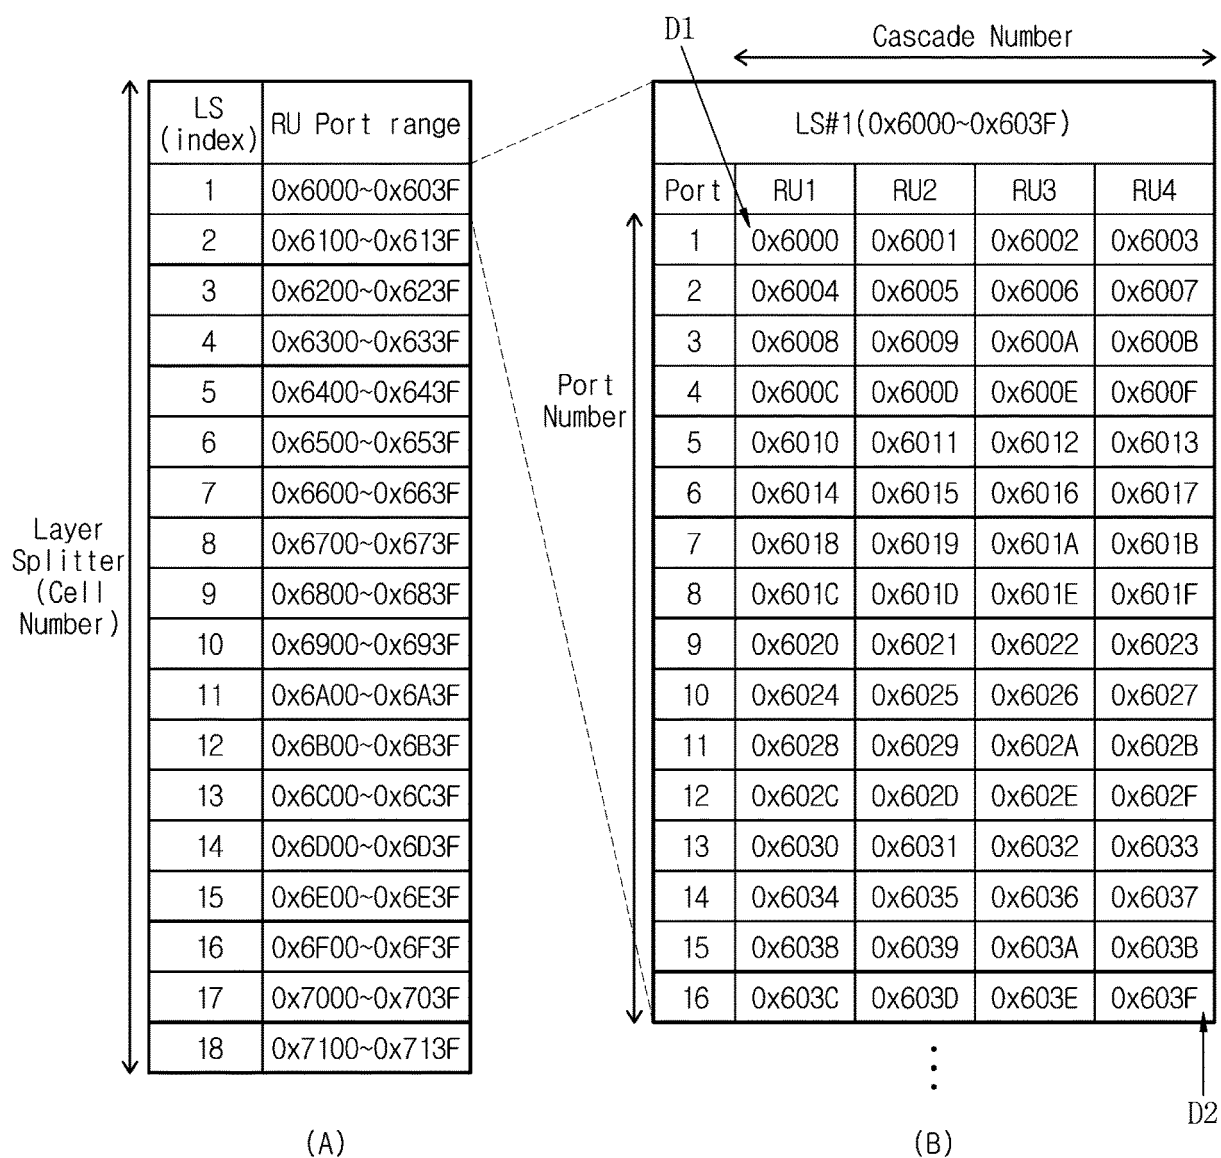 D1
Cascade Number
LS (index) RU Port range
1 0x6000~0x603F
2 0x6100~0x613F
3 0x6200~0x623F
4 0x6300~0x633F
5 0x6400~0x643F
6 0x6500~0x653F
7 0x6600~0x663F
8 0x6700~0x673F
9 0x6800~0x683F
10 0x6900~0x693F
11 0x6A00~0x6A3F
12 0x6B00~0x6B3F
13 0x6C00~0x6C3F
14 0x6D00~0x6D3F
15 0x6E00~0x6E3F
16 0x6F00~0x6F3F
17 0x7000~0x703F
18 0x7100~0x713F
Layer
Splitter
(Cell
Number)
(A)
LS#1(0x6000~0x603F)
Port RU1 RU2 RU3 RU4
1 0x6000 0x6001 0x6002 0x6003
2 0x6004 0x6005 0x6006 0x6007
3 0x6008 0x6009 0x600A 0x600B
4 0x600C 0x600D 0x600E 0x600F
5 0x6010 0x6011 0x6012 0x6013
6 0x6014 0x6015 0x6016 0x6017
7 0x6018 0x6019 0x601A 0x601B
8 0x601C 0x601D 0x601E 0x601F
9 0x6020 0x6021 0x6022 0x6023
10 0x6024 0x6025 0x6026 0x6027
11 0x6028 0x6029 0x602A 0x602B
12 0x602C 0x602D 0x602E 0x602F
13 0x6030 0x6031 0x6032 0x6033
14 0x6034 0x6035 0x6036 0x6037
15 0x6038 0x6039 0x603A 0x603B
16 0x603C 0x603D 0x603E 0x603F
Port
Number
D2
(B)